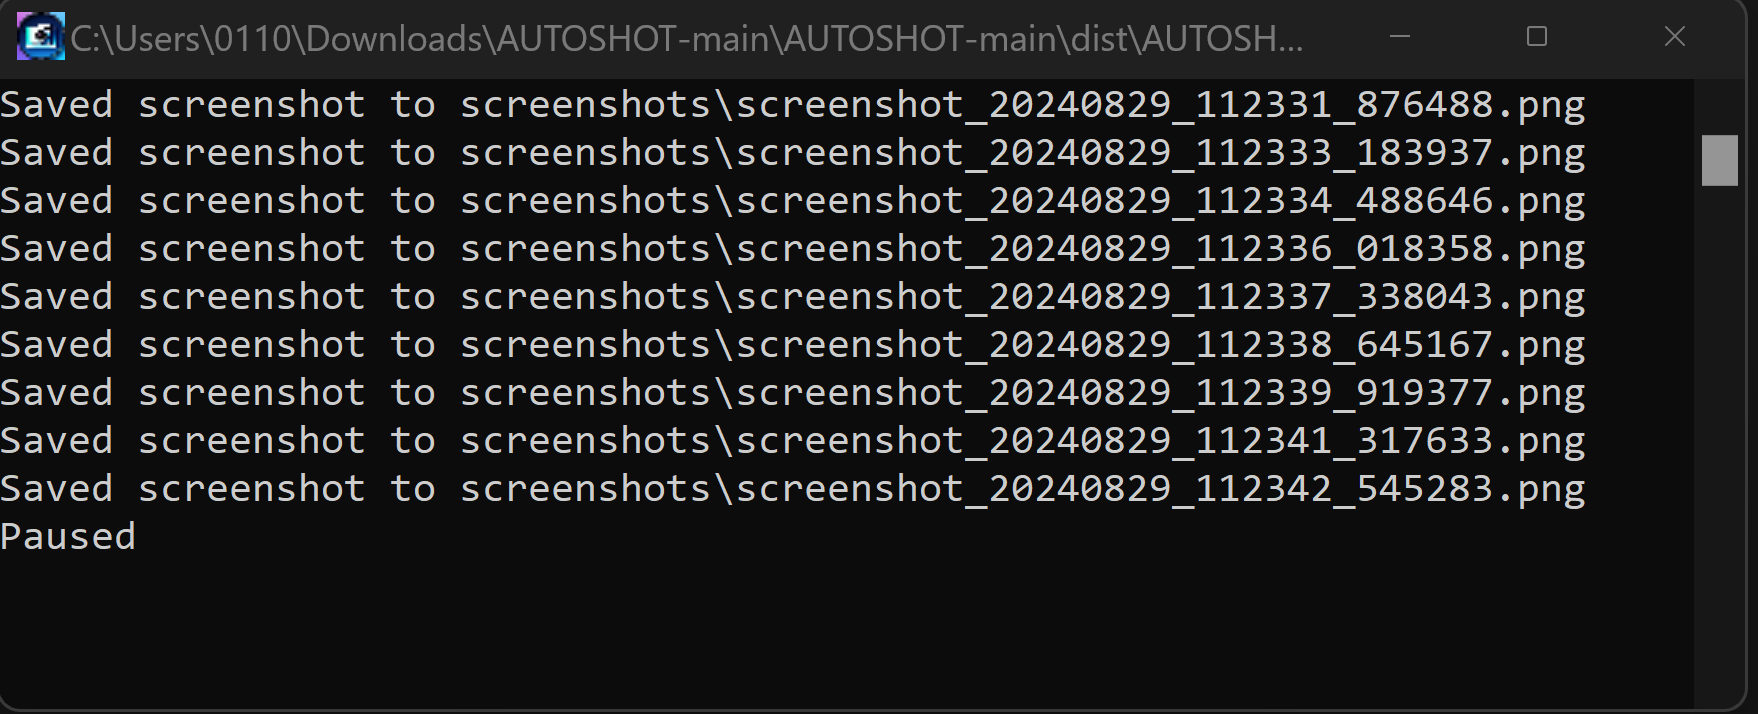 C:\Users\0110\Downloads\AUTOSHOT-main\AUTOSHOT-main\dist\AUTOSH...
Saved screenshot to screenshots\screenshot_20240829_112331_876488.png
Saved screenshot to screenshots\screenshot_20240829_112333_183937.png
Saved screenshot to screenshots\screenshot_20240829_112334_488646.png
Saved screenshot to screenshots\screenshot_20240829_112336_018358.png
Saved screenshot to screenshots\screenshot_20240829_112337_338043.png
Saved screenshot to screenshots\screenshot_20240829_112338_645167.png
Saved screenshot to screenshots\screenshot_20240829_112339_919377.png
Saved screenshot to screenshots\screenshot_20240829_112341_317633.png
Saved screenshot to screenshots\screenshot_20240829_112342_545283.png
Paused